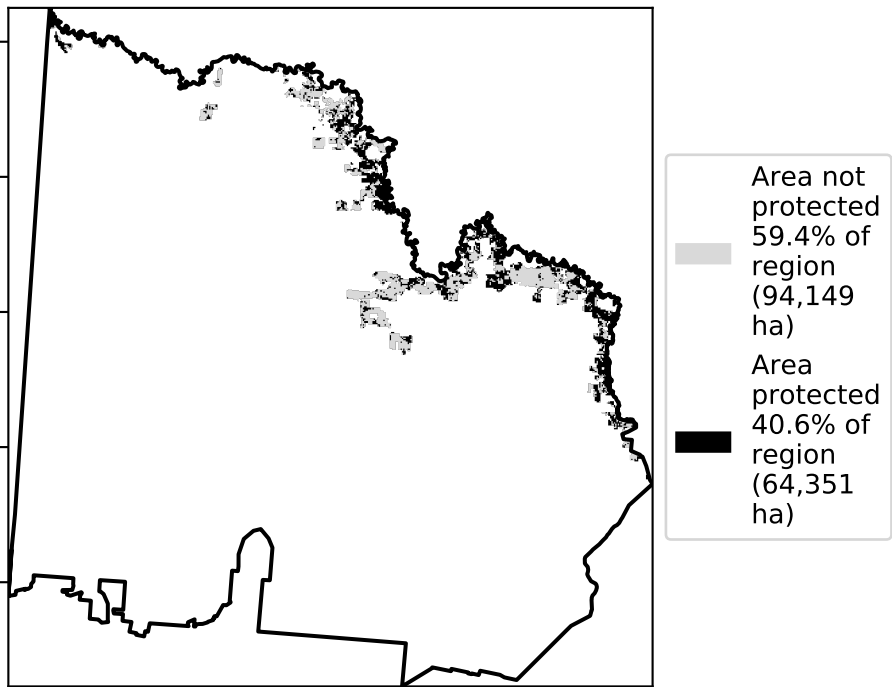 Area not
protected
59.4% of
region
(94,149
ha)
Area
protected
40.6% of
region
(64,351
ha)